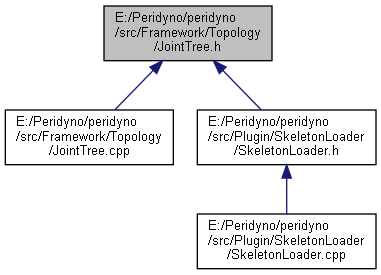 E:/Peridyno/peridyno
/src/Framework/Topology
/JointTree.h
E:/Peridyno/peridyno
/src/Framework/Topology
/JointTree.cpp
E:/Peridyno/peridyno
/src/Plugin/SkeletonLoader
/SkeletonLoader.h
E:/Peridyno/peridyno
/src/Plugin/SkeletonLoader
/SkeletonLoader.cpp